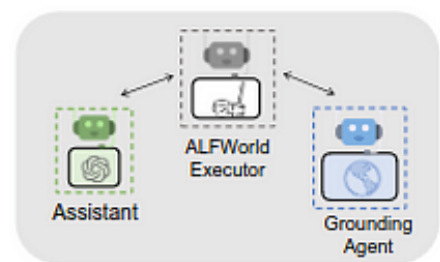 ALFWorld
Executor
Assistant
Grounding
Agent